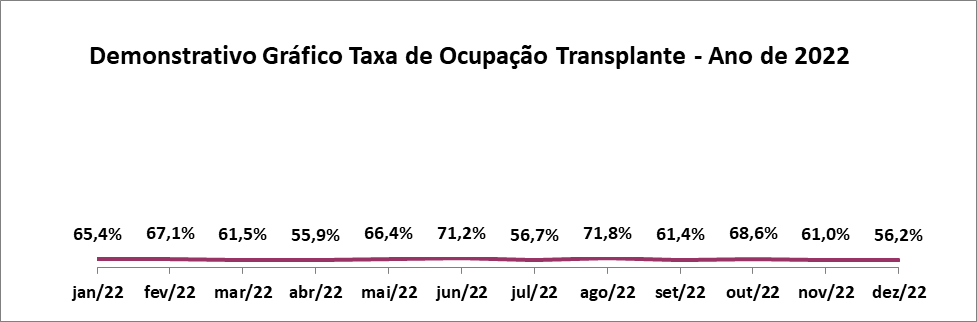 Demonstrativo Gráfico Taxa de Ocupação Transplante - Ano de 2022
65,4% 67,1% 61,5% 55,9% 66,4% 71,2% 56,7% 71,8% 61,4% 68,6% 61,0% 56,2%
jan/22 fev/22 mar/22 abr/22 mai/22 jun/22 jul/22 ago/22 set/22 out/22 nov/22 dez/22